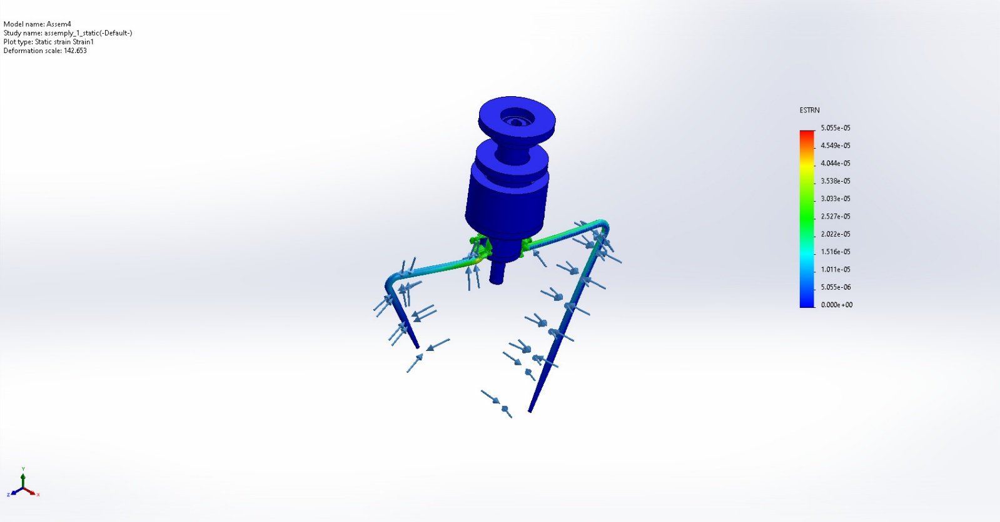 Model name: Assem4
Study name: assemply_1_static(-Default-)
Plot type: Static strain Strain1
Deformation scale: 142.653
ESTRN
5.055e-05
4.549e-05
4.044e-05
3.538e-05
3.033e-05
2.527e-05
2.022e-05
1.516e-05
1.011e-05
5.055e-06
0.000e+00
Y
Z
X